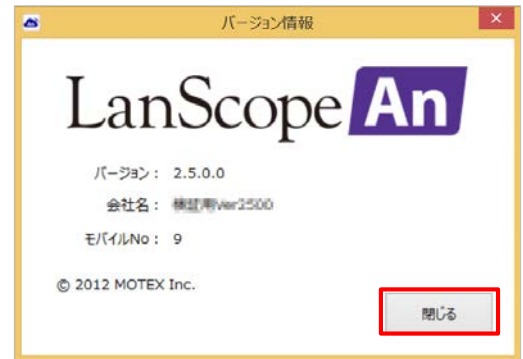 バージョン情報
LanScope An
バージョン： 2.5.0.0
会社名： Ver2500
モバイルNo： 9
© 2012 MOTEX Inc.
閉じる